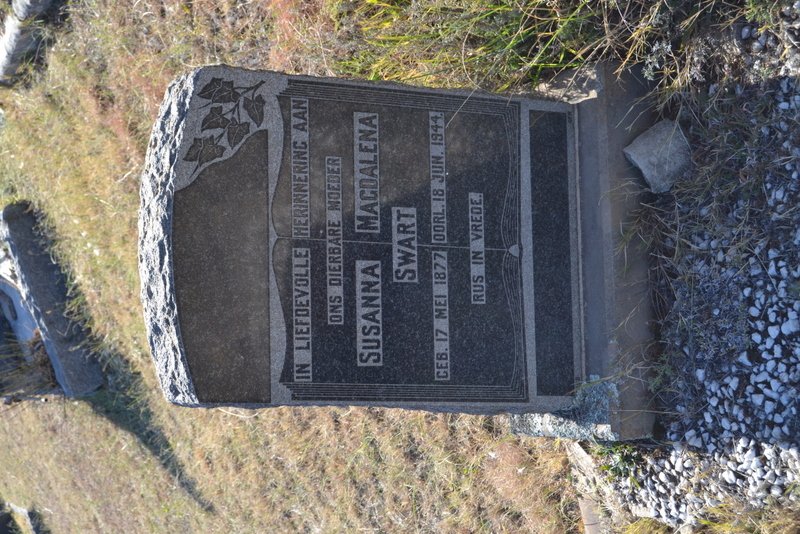 IN LIEFDEVOLLE HERINNERING AAN
ONS DIERBARE MOEDER
SUSANNA MAGDALENA
SWART
GEB. 17 MEI 1877 OORL. 18 JUN. 1944
RUS IN VREDE.